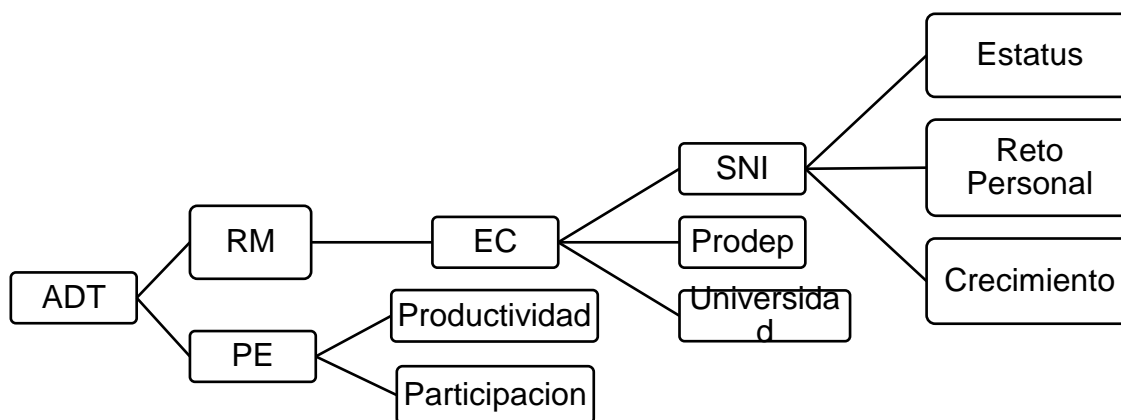 Estatus
SNI
Reto
Personal
RM
EC
Prodep
Crecimiento
ADT
Productividad
Universida
d
PE
Participacion